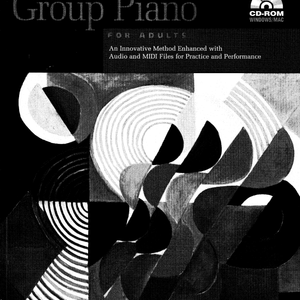 Group Piano
CD-ROM
WINDOWS/MAC
FOR ADULTS
An Innovative Method Enhanced with
Audio and MIDI Files for Practice and Performance